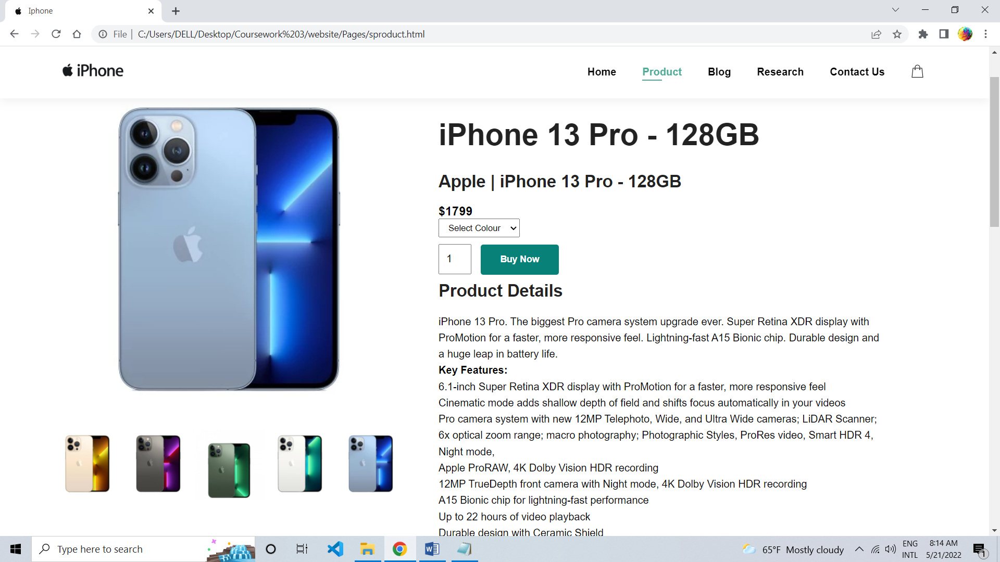 Iphone
File | C:/Users/DELL/Desktop/Coursework%203/website/Pages/sproduct.html
iPhone
Home Product Blog Research Contact Us
iPhone 13 Pro - 128GB
Apple | iPhone 13 Pro - 128GB
$1799
Select Colour
1 Buy Now
Product Details
iPhone 13 Pro. The biggest Pro camera system upgrade ever. Super Retina XDR display with
ProMotion for a faster, more responsive feel. Lightning-fast A15 Bionic chip. Durable design and
a huge leap in battery life.
Key Features:
6.1-inch Super Retina XDR display with ProMotion for a faster, more responsive feel
Cinematic mode adds shallow depth of field and shifts focus automatically in your videos
Pro camera system with new 12MP Telephoto, Wide, and Ultra Wide cameras; LiDAR Scanner;
6x optical zoom range; macro photography; Photographic Styles, ProRes video, Smart HDR 4,
Night mode,
Apple ProRAW, 4K Dolby Vision HDR recording
12MP TrueDepth front camera with Night mode, 4K Dolby Vision HDR recording
A15 Bionic chip for lightning-fast performance
Up to 22 hours of video playback
Durable design with Ceramic Shield
Type here to search
65°F Mostly cloudy
ENG
INTL
8:14 AM
5/21/2022
1